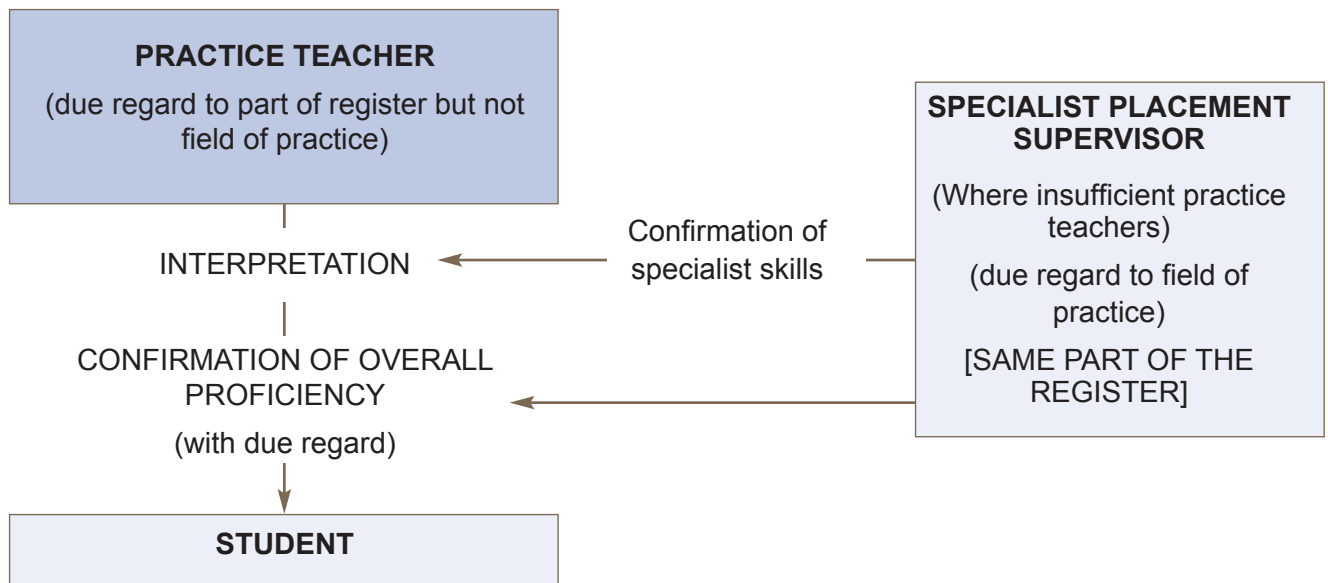 PRACTICE TEACHER
(due regard to part of register but not
field of practice)
INTERPRETATION
CONFIRMATION OF OVERALL
PROFICIENCY
(with due regard)
STUDENT
Confirmation of
specialist skills
SPECIALIST PLACEMENT
SUPERVISOR
(Where insufficient practice
teachers)
(due regard to field of
practice)
[SAME PART OF THE
REGISTER]